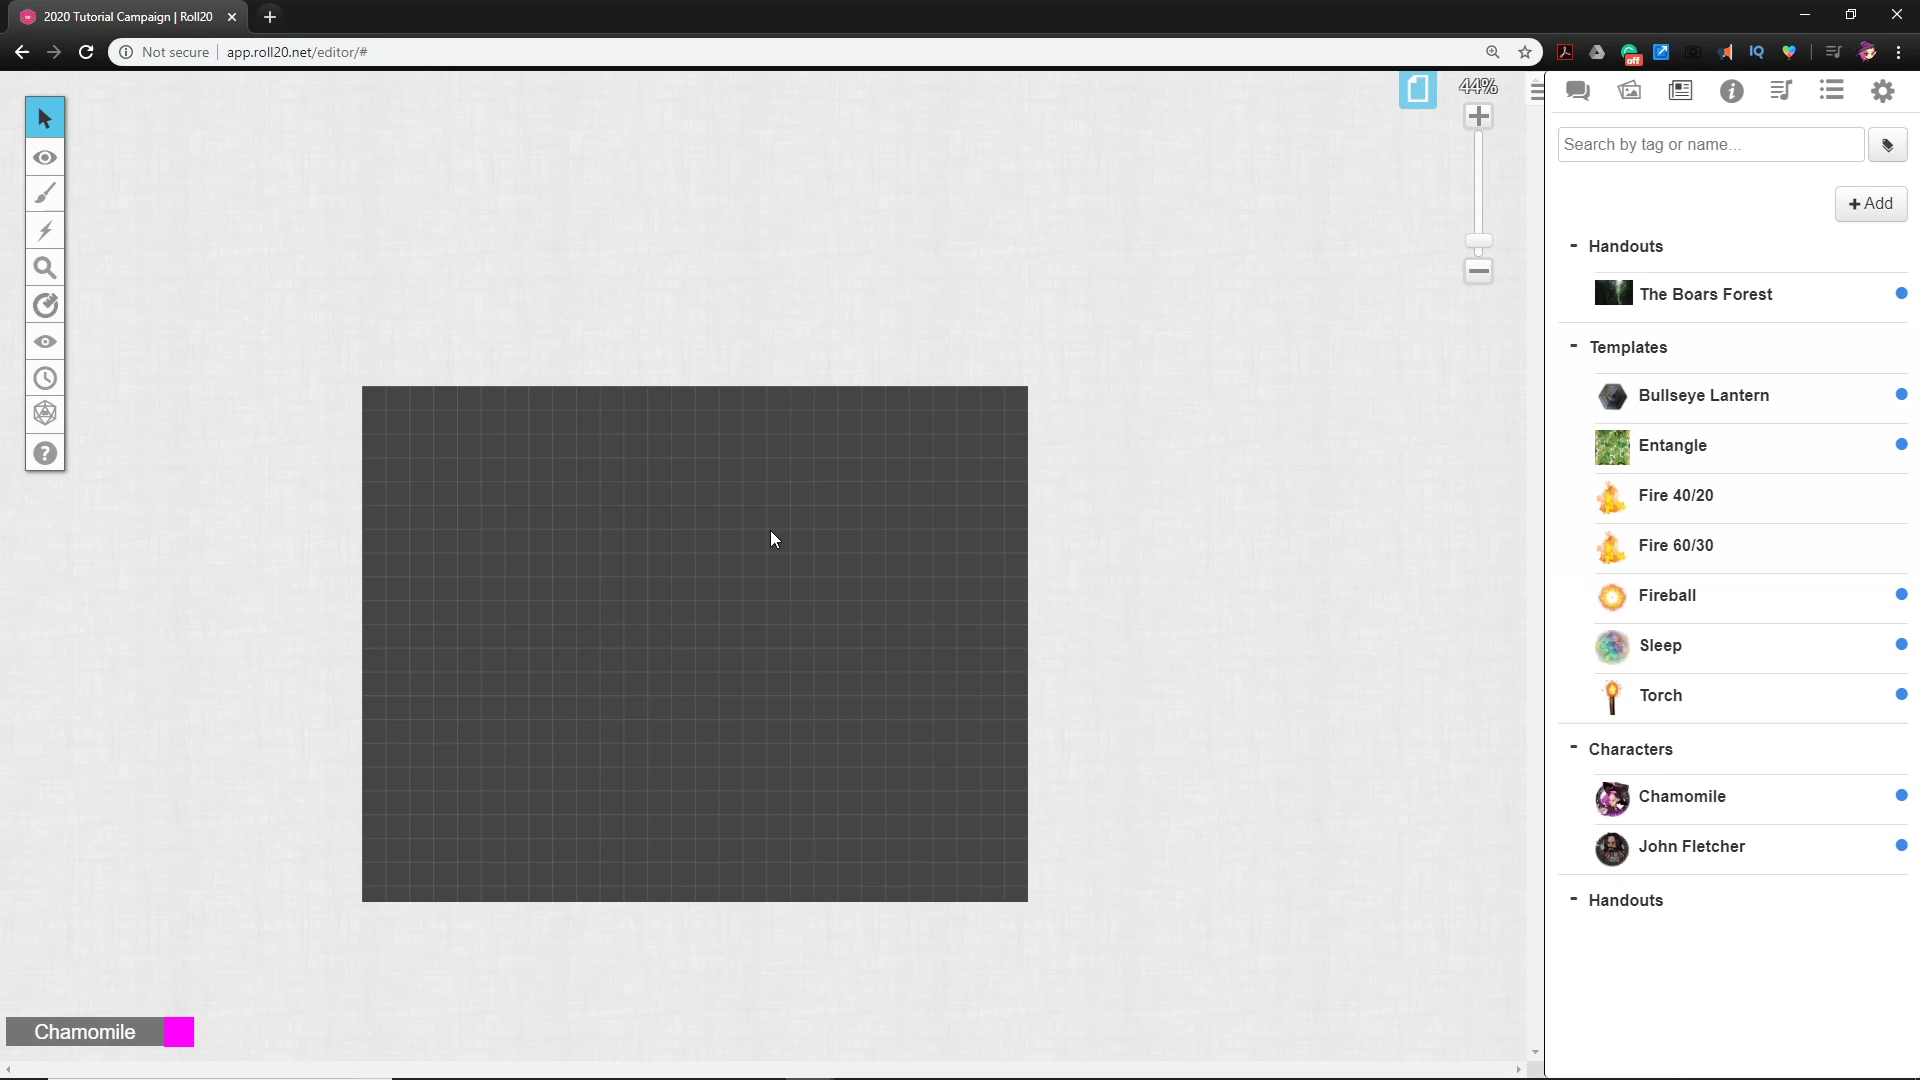 2020 Tutorial Campaign | Roll20
Not secure
app.roll20.net/editor/#
off
IQ
44%
Search by tag or name...
+ Add
- Handouts
The Boars Forest
- Templates
Bullseye Lantern
Entangle
Fire 40/20
Fire 60/30
Fireball
Sleep
Torch
- Characters
Chamomile
John Fletcher
- Handouts
Chamomile